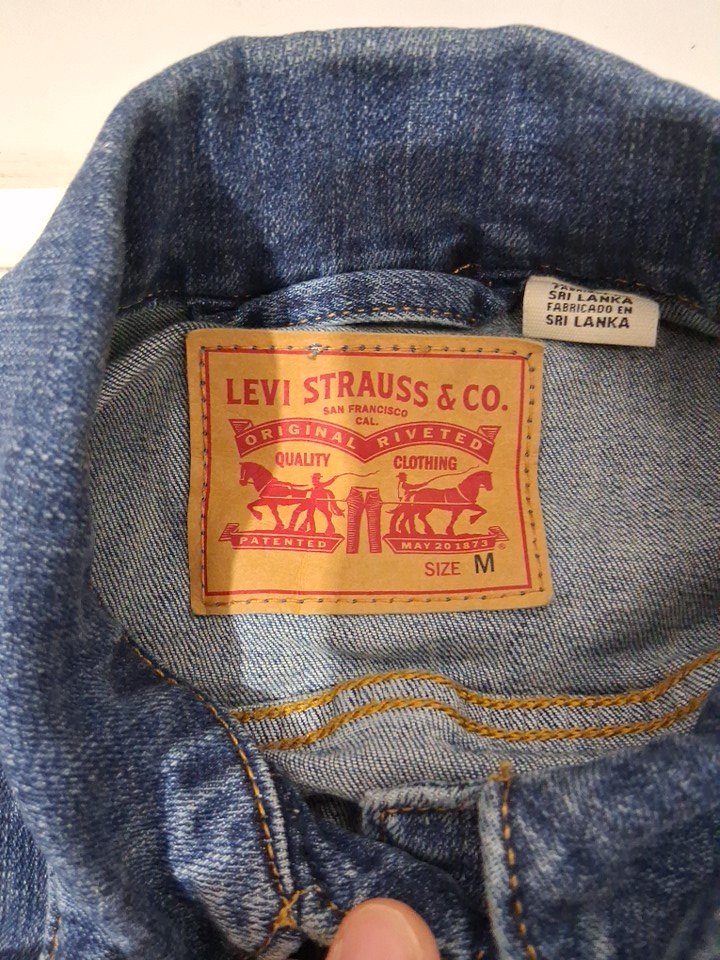 SRI LANKA
FABRICADO EN
SRI LANKA
LEVI STRAUSS & CO.
SAN FRANCISCO
CAL.
ORIGINAL RIVETED
QUALITY CLOTHING
PATENTED MAY 20 1873 ®
SIZE M